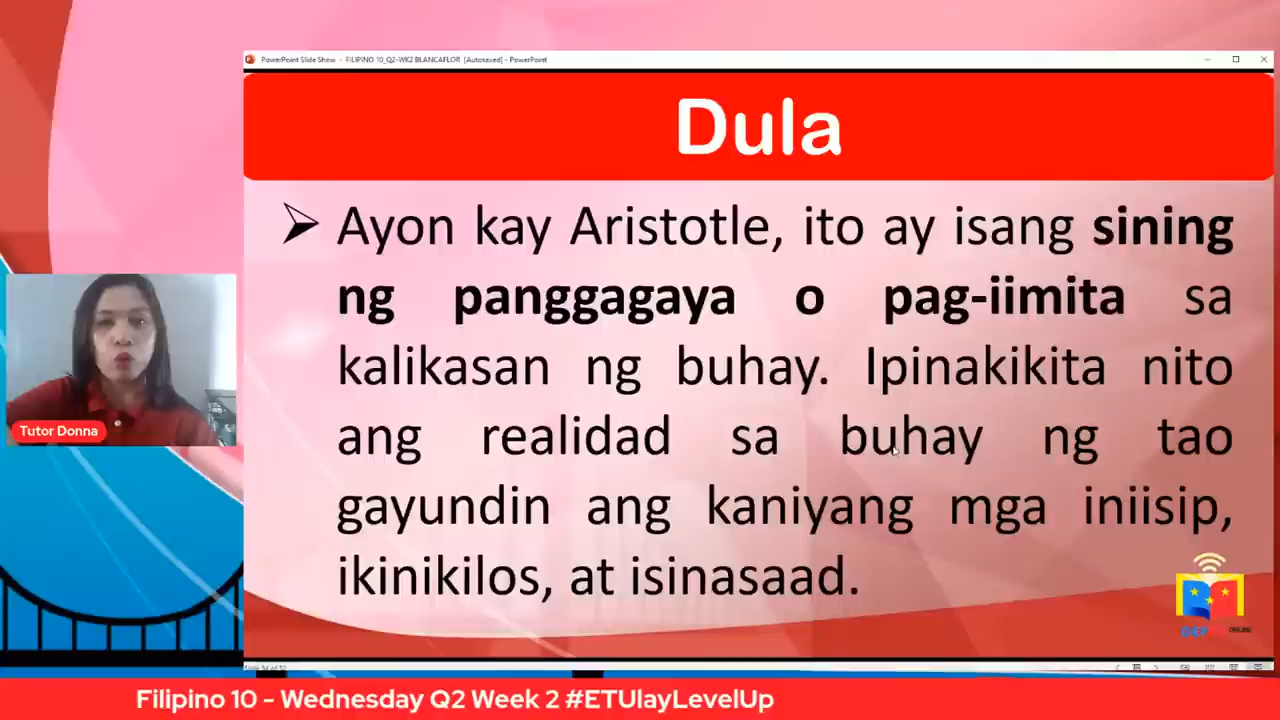 PowerPoint Slide Show - FILIPINO 10_Q2-WK2 BLANCAFLOR [Autosaved] - PowerPoint
Dula
Ayon kay Aristotle, ito ay isang sining
ng panggagaya o pag-iimita sa
kalikasan ng buhay. Ipinakikita nito
ang realidad sa buhay ng tao
gayundin ang kaniyang mga iniisip,
ikinikilos, at isinasaad.
Tutor Donna
Filipino 10 - Wednesday Q2 Week 2 #ETUlayLevelUp